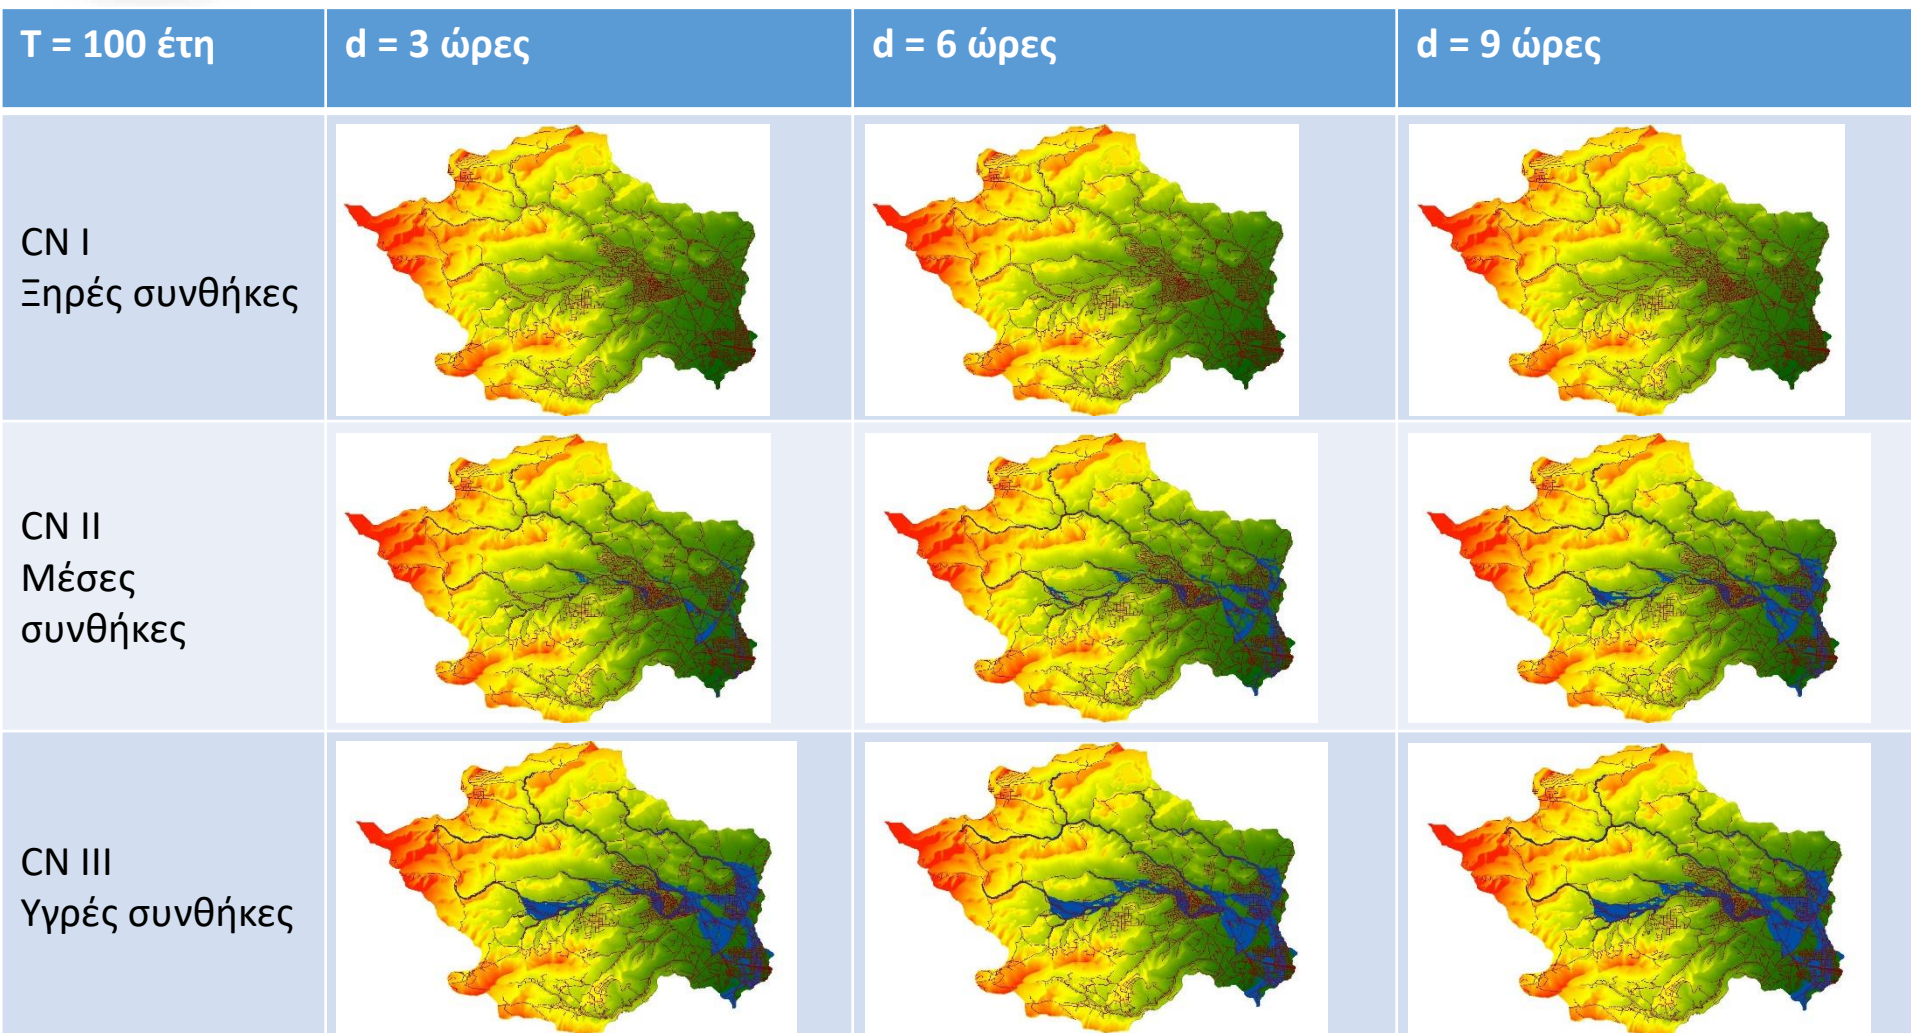 T = 100 έτη
d = 3 ώρες
d = 6 ώρες
d = 9 ώρες
CN I
Ξηρές συνθήκες
CN II
Μέσες
συνθήκες
CN III
Υγρές συνθήκες